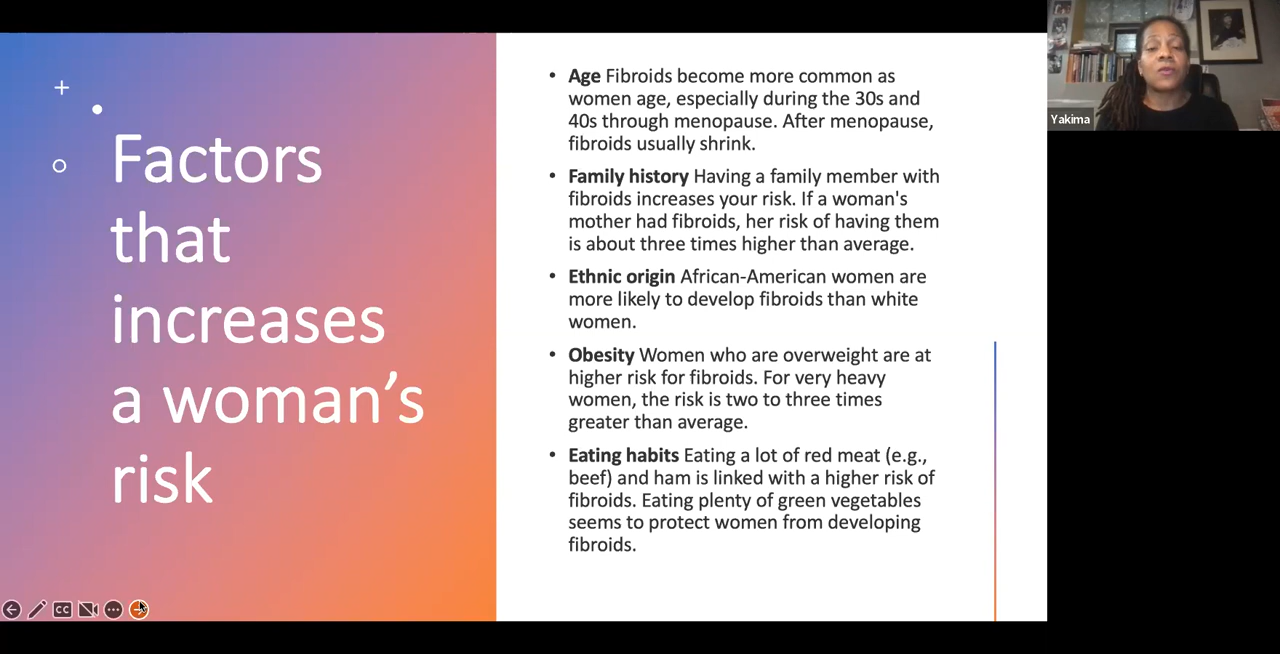 Factors
that
increases
a woman's
risk
• Age Fibroids become more common as
women age, especially during the 30s and
40s through menopause. After menopause,
fibroids usually shrink.
• Family history Having a family member with
fibroids increases your risk. If a woman's
mother had fibroids, her risk of having them
is about three times higher than average.
• Ethnic origin African-American women are
more likely to develop fibroids than white
women.
• Obesity Women who are overweight are at
higher risk for fibroids. For very heavy
women, the risk is two to three times
greater than average.
• Eating habits Eating a lot of red meat (e.g.,
beef) and ham is linked with a higher risk of
fibroids. Eating plenty of green vegetables
seems to protect women from developing
fibroids.
Yakima
CC